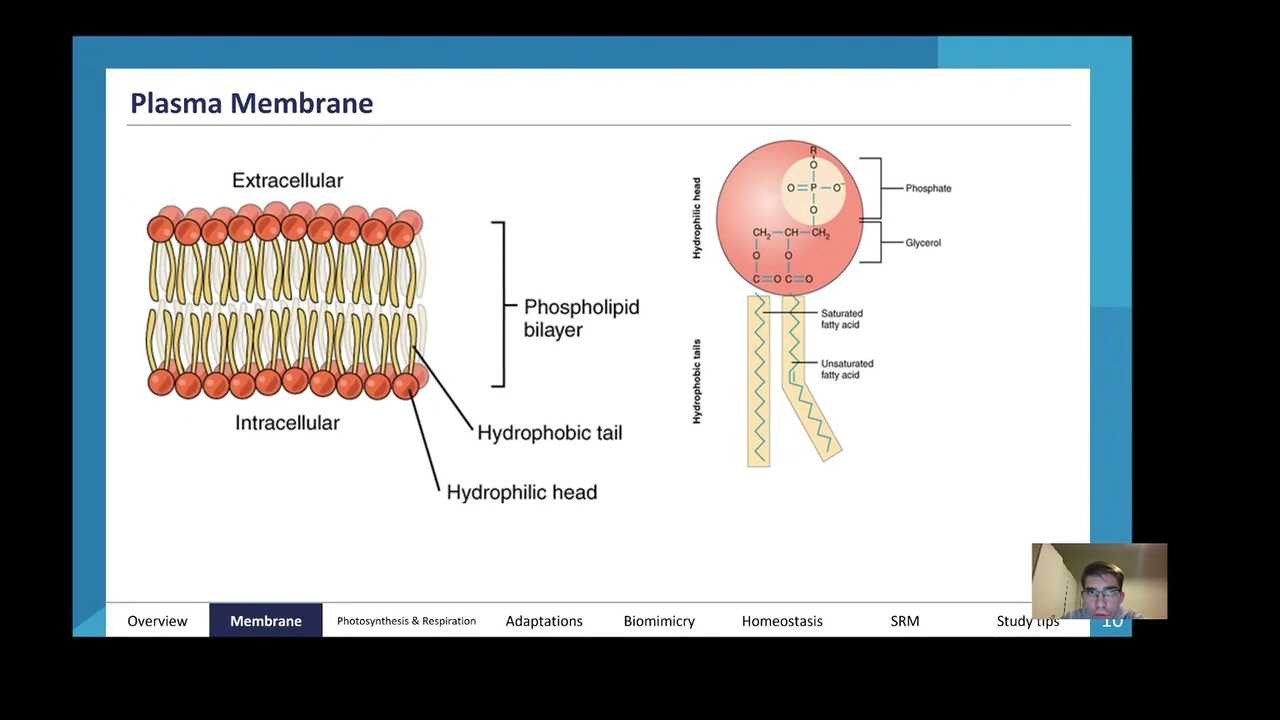 Plasma Membrane
Extracellular
Phospholipid
bilayer
Intracellular
Hydrophobic tail
Hydrophilic head
Hydrophilic head
R
O
O=P—O-
O
CH2—CH—CH2
O O
C=O C=O
Phosphate
Glycerol
Hydrophobic tails
Saturated
fatty acid
Unsaturated
fatty acid
Overview
Membrane
Photosynthesis & Respiration
Adaptations
Biomimicry
Homeostasis
SRM
Study tips
10